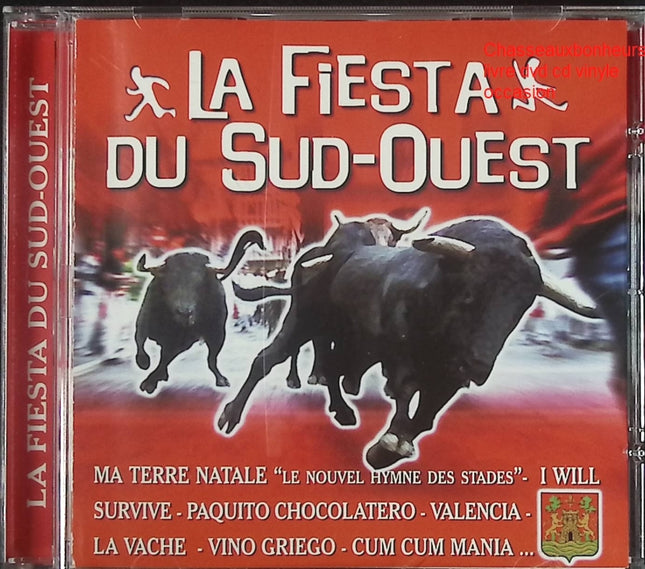 LA FIESTA DU SUD-OUEST
Chasseauxbonheurs
livre dvd cd vinyle
occasion
LA FIESTA
DU SUD-OUEST
MA TERRE NATALE "LE NOUVEL HYMNE DES STADES"- I WILL
SURVIVE - PAQUITO CHOCOLATERO - VALENCIA -
LA VACHE - VINO GRIEGO - CUM CUM MANIA ...